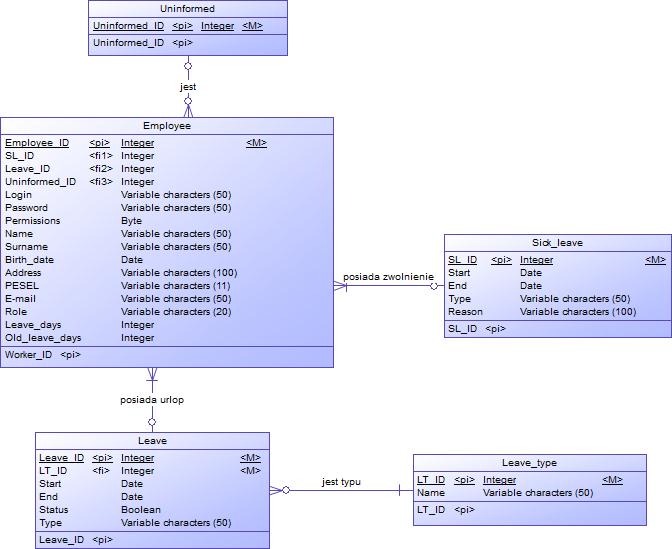 Uninformed
Uninformed_ID <pi> Integer <M>
Uninformed_ID <pi>
jest
Employee
Employee_ID <pi> Integer <M>
SL_ID <fi1> Integer
Leave_ID <fi2> Integer
Uninformed_ID <fi3> Integer
Login Variable characters (50)
Password Variable characters (50)
Permissions Byte
Name Variable characters (50)
Surname Variable characters (50)
Birth_date Date
Address Variable characters (100)
PESEL Variable characters (11)
E-mail Variable characters (50)
Role Variable characters (20)
Leave_days Integer
Old_leave_days Integer
Worker_ID <pi>
posiada zwolnienie
Sick_leave
SL_ID <pi> Integer <M>
Start Date
End Date
Type Variable characters (50)
Reason Variable characters (100)
SL_ID <pi>
posiada urlop
Leave
Leave_ID <pi> Integer <M>
LT_ID <fi> Integer <M>
Start Date
End Date
Status Boolean
Type Variable characters (50)
Leave_ID <pi>
jest typu
Leave_type
LT_ID <pi> Integer <M>
Name Variable characters (50)
LT_ID <pi>